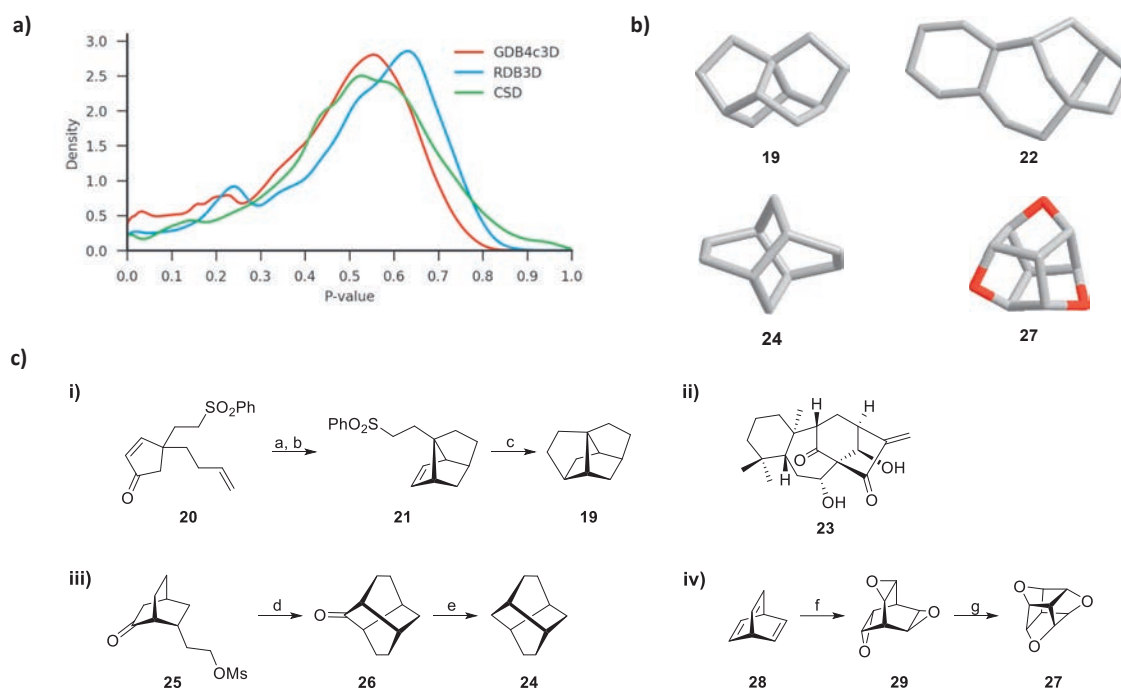 a)
3.0
2.5
2.0
1.5
1.0
0.5
0.0
Density
0.0 0.1 0.2 0.3 0.4 0.5 0.6 0.7 0.8 0.9 1.0
P-value
GDB4c3D
RDB3D
CSD
b)
19
22
24
27
c)
i)
SO2Ph
O
20
a, b
PhO2S
21
c
19
ii)
H
H
O
OH
H
OH
O
23
iii)
O
OMs
25
d
O
26
e
24
iv)
28
f
O
O
O
29
g
O
O
O
27